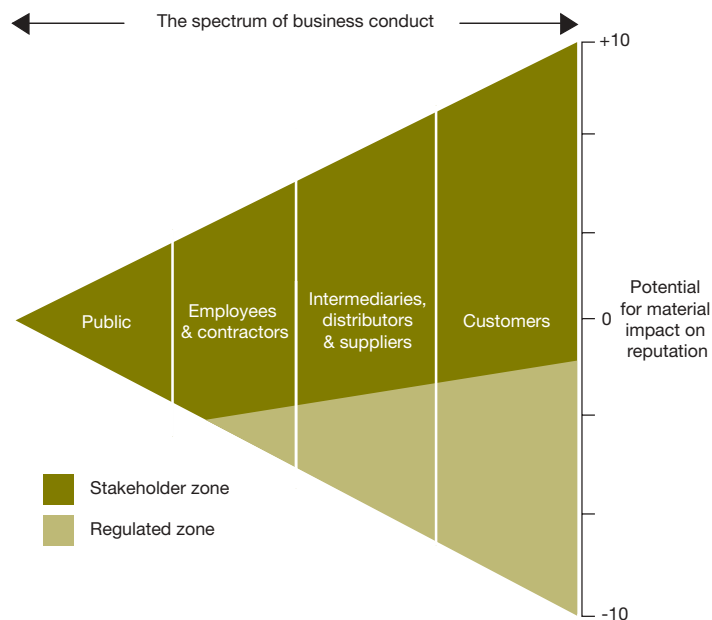 The spectrum of business conduct
+10
Public
Employees
& contractors
Intermediaries,
distributors
& suppliers
Customers
0
Potential
for material
impact on
reputation
Stakeholder zone
Regulated zone
-10